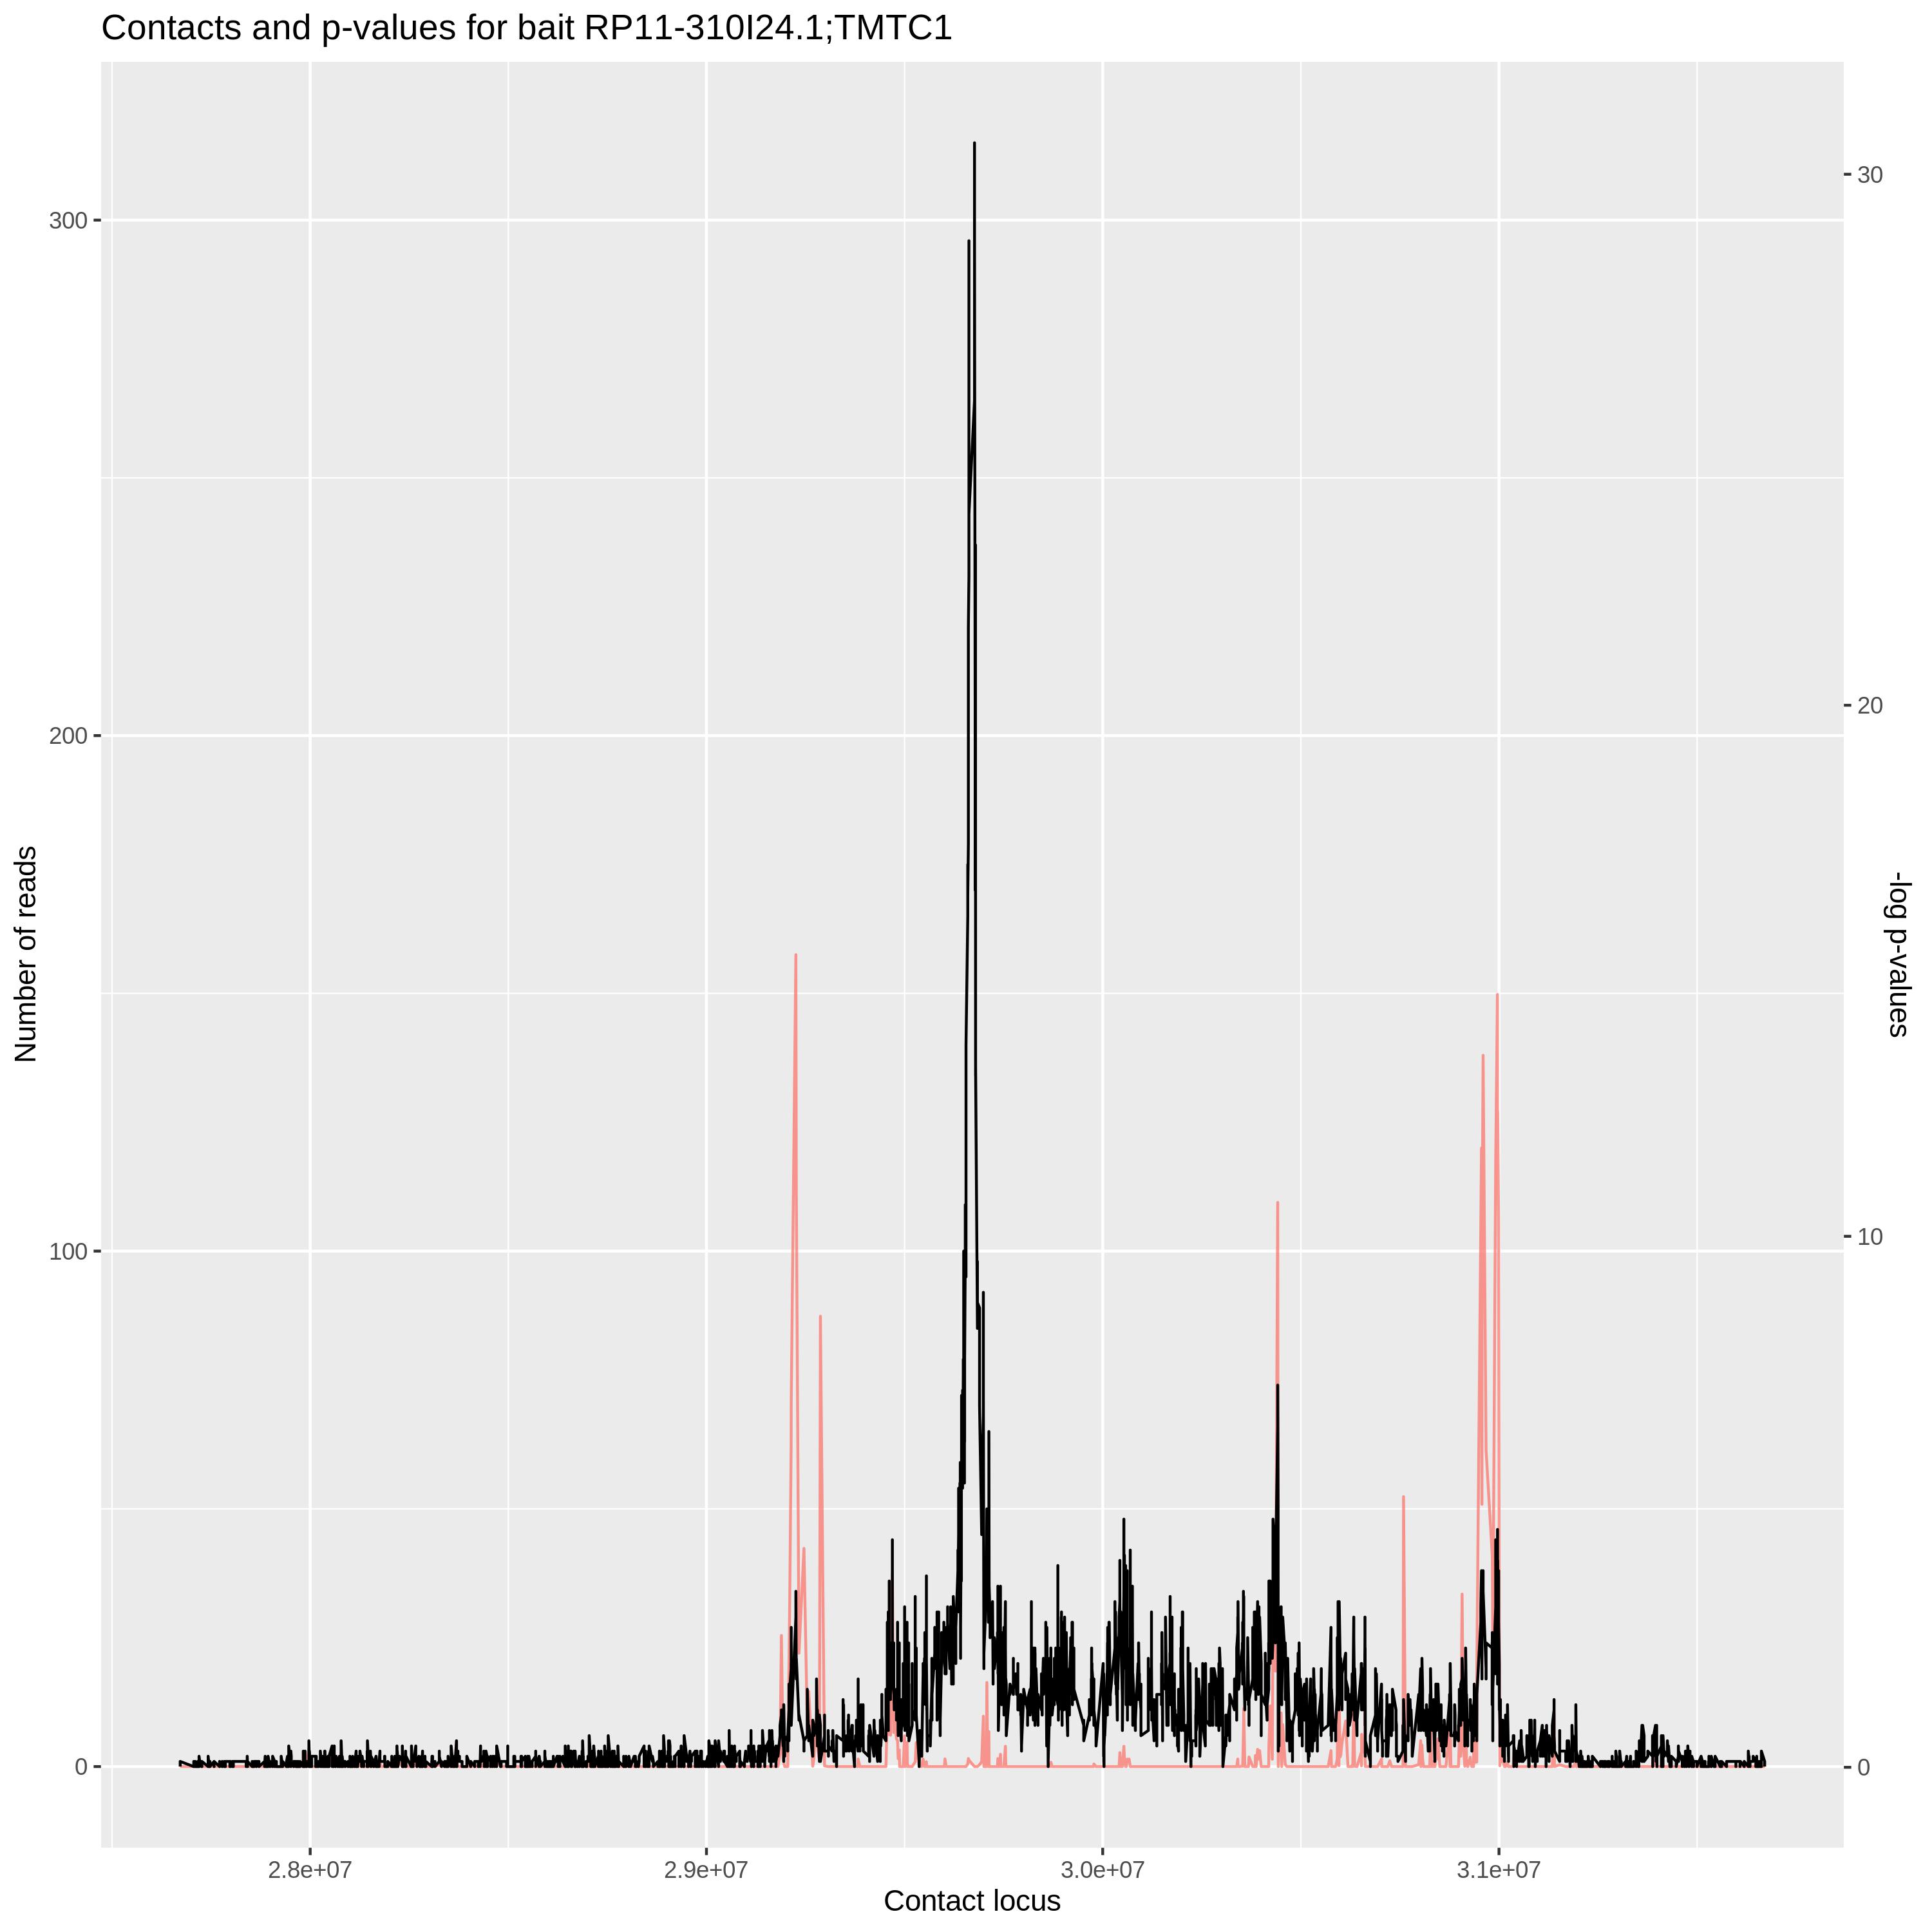 Contacts and p-values for bait RP11-310I24.1;TMTC1
Number of reads
300
200
100
0
30
20
10
0
-log p-values
2.8e+07
2.9e+07
3.0e+07
3.1e+07
Contact locus